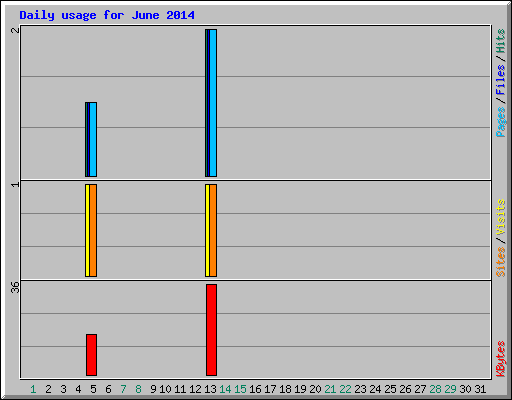 Daily usage for June 2014
2
Pages / Files / Hits
1
Sites / Visits
36
KBytes
1 2 3 4 5 6 7 8 9 10 11 12 13 14 15 16 17 18 19 20 21 22 23 24 25 26 27 28 29 30 31